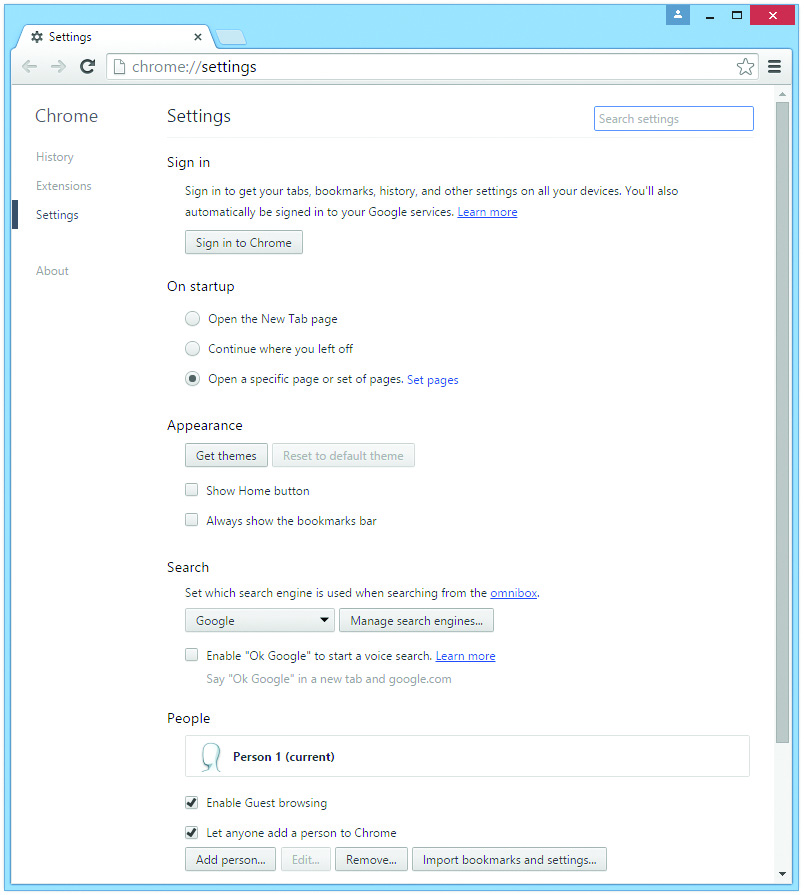 Settings
chrome://settings
Chrome
Settings
Search settings
History
Extensions
Settings
About
Sign in
Sign in to get your tabs, bookmarks, history, and other settings on all your devices. You'll also
automatically be signed in to your Google services. Learn more
Sign in to Chrome
On startup
Open the New Tab page
Continue where you left off
Open a specific page or set of pages. Set pages
Appearance
Get themes Reset to default theme
Show Home button
Always show the bookmarks bar
Search
Set which search engine is used when searching from the omnibox.
Google Manage search engines...
Enable "Ok Google" to start a voice search. Learn more
Say "Ok Google" in a new tab and google.com
People
Person 1 (current)
Enable Guest browsing
Let anyone add a person to Chrome
Add person... Edit... Remove... Import bookmarks and settings...